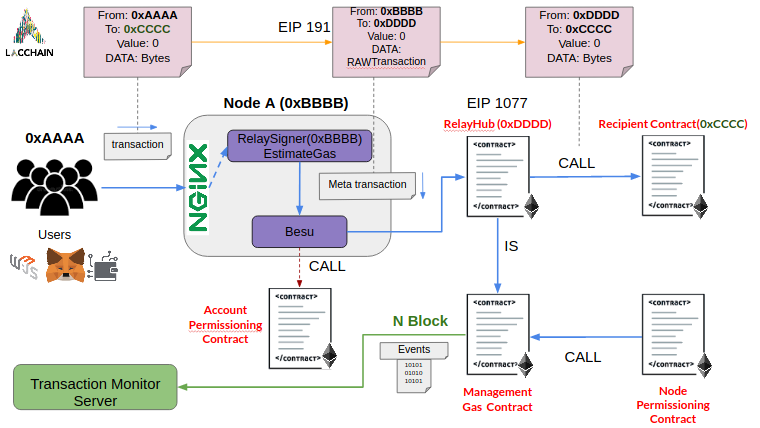 From: 0xAAAA
To: 0xCCCC
Value: 0
DATA: Bytes
EIP 191
From: 0xBBBB
To: 0xDDDD
Value: 0
DATA:
RAWTransaction
From: 0xDDDD
To: 0xCCCC
Value: 0
DATA: Bytes
LACCHAIN
Node A (0xBBBB)
EIP 1077
RelayHub (0xDDDD)
Recipient Contract(0xCCCC)
0xAAAA
transaction
NGINX
RelaySigner(0xBBBB)
EstimateGas
Meta transaction
Besu
<CONTRACT>
</CONTRACT>
CALL
<CONTRACT>
</CONTRACT>
Users
W3JS
CALL
IS
Account
Permissioning
Contract
<CONTRACT>
</CONTRACT>
N Block
Events
10101
01010
10101
<CONTRACT>
</CONTRACT>
CALL
<CONTRACT>
</CONTRACT>
Transaction Monitor
Server
Management
Gas Contract
Node
Permissioning
Contract